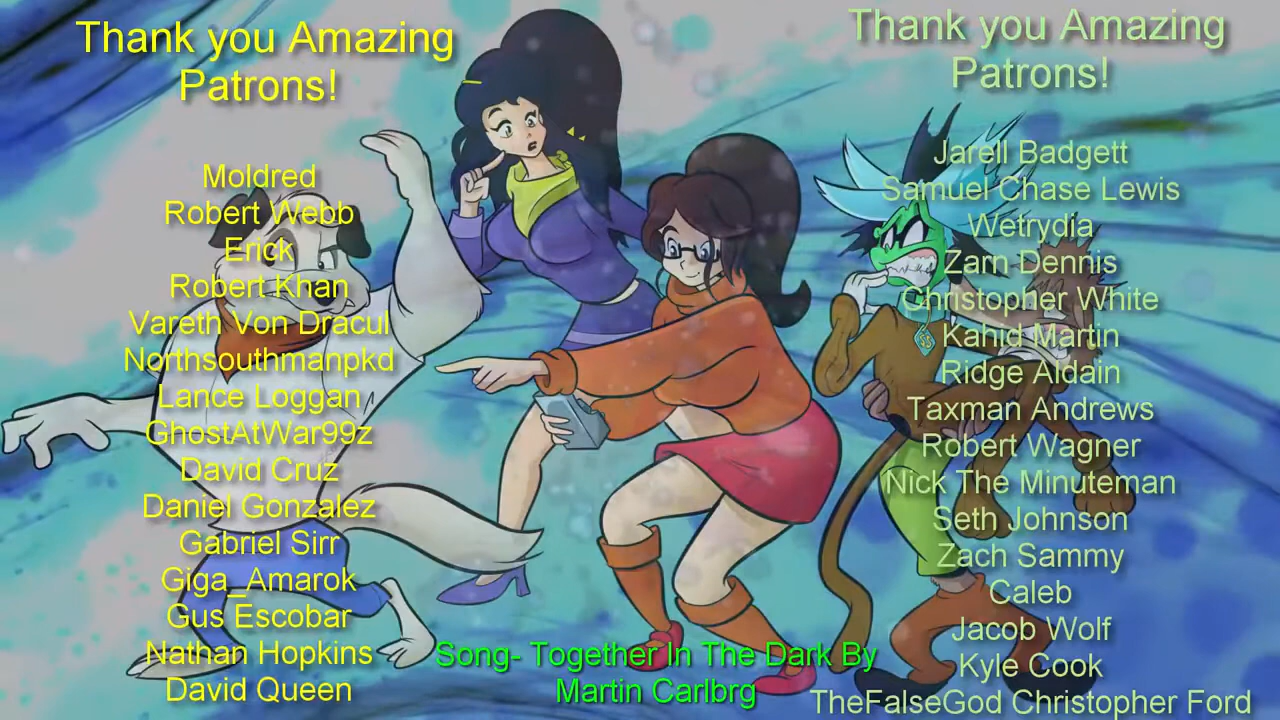 Thank you Amazing
Patrons!
Moldred
Robert Webb
Erick
Robert Khan
Vareth Von Dracul
Northsouthmanpkd
Lance Loggan
GhostAtWar99z
David Cruz
Daniel Gonzalez
Gabriel Sirr
Giga_Amarok
Gus Escobar
Nathan Hopkins
David Queen
Song- Together In The Dark By
Martin Carlbrg
Thank you Amazing
Patrons!
Jarell Badgett
Samuel Chase Lewis
Wetrydia
Zarn Dennis
Christopher White
Kahid Martin
Ridge Aldain
Taxman Andrews
Robert Wagner
Nick The Minuteman
Seth Johnson
Zach Sammy
Caleb
Jacob Wolf
Kyle Cook
TheFalseGod Christopher Ford